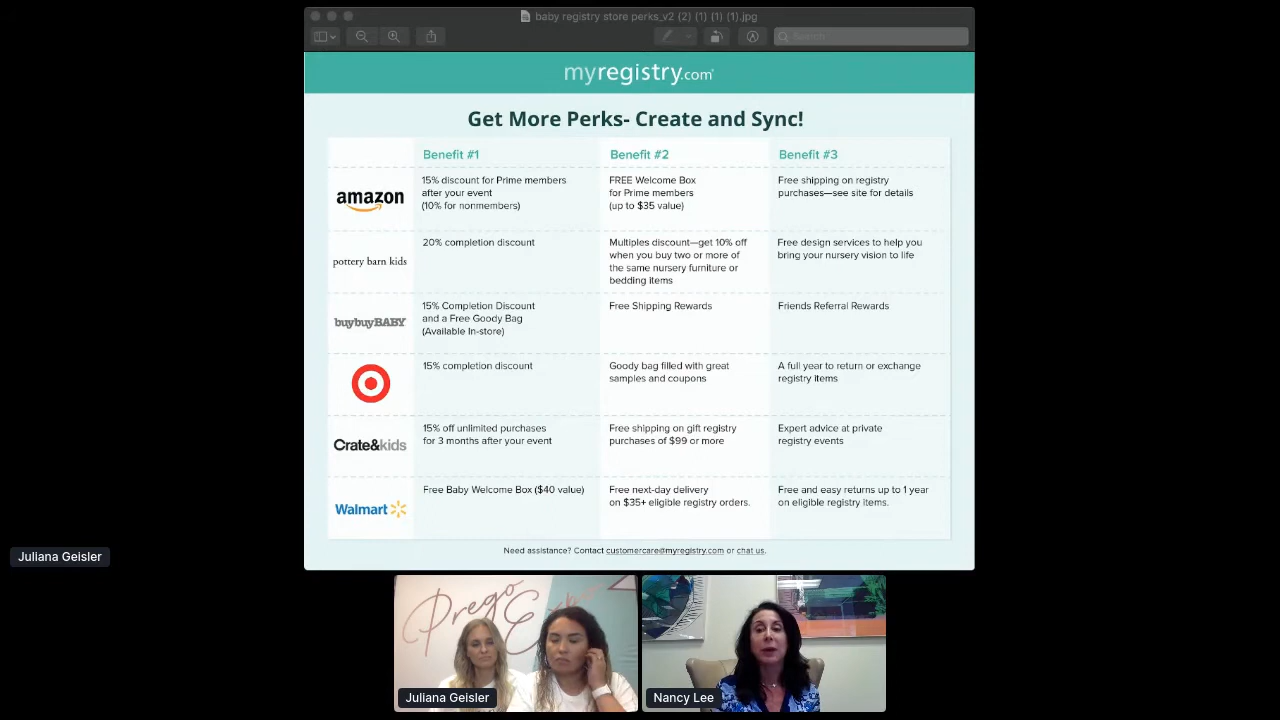 baby registry store perks_v2 (2) (1) (1) (1).jpg
Search
myregistry.com
Get More Perks- Create and Sync!
Benefit #1
Benefit #2
Benefit #3
amazon
15% discount for Prime members
after your event
(10% for nonmembers)
FREE Welcome Box
for Prime members
(up to $35 value)
Free shipping on registry
purchases—see site for details
pottery barn kids
20% completion discount
Multiples discount—get 10% off
when you buy two or more of
the same nursery furniture or
bedding items
Free design services to help you
bring your nursery vision to life
buybuyBABY
15% Completion Discount
and a Free Goody Bag
(Available In-store)
Free Shipping Rewards
Friends Referral Rewards
15% completion discount
Goody bag filled with great
samples and coupons
A full year to return or exchange
registry items
Crate&kids
15% off unlimited purchases
for 3 months after your event
Free shipping on gift registry
purchases of $99 or more
Expert advice at private
registry events
Walmart
Free Baby Welcome Box ($40 value)
Free next-day delivery
on $35+ eligible registry orders.
Free and easy returns up to 1 year
on eligible registry items.
Need assistance? Contact customercare@myregistry.com or chat us.
Juliana Geisler
Prego
Juliana Geisler
Nancy Lee